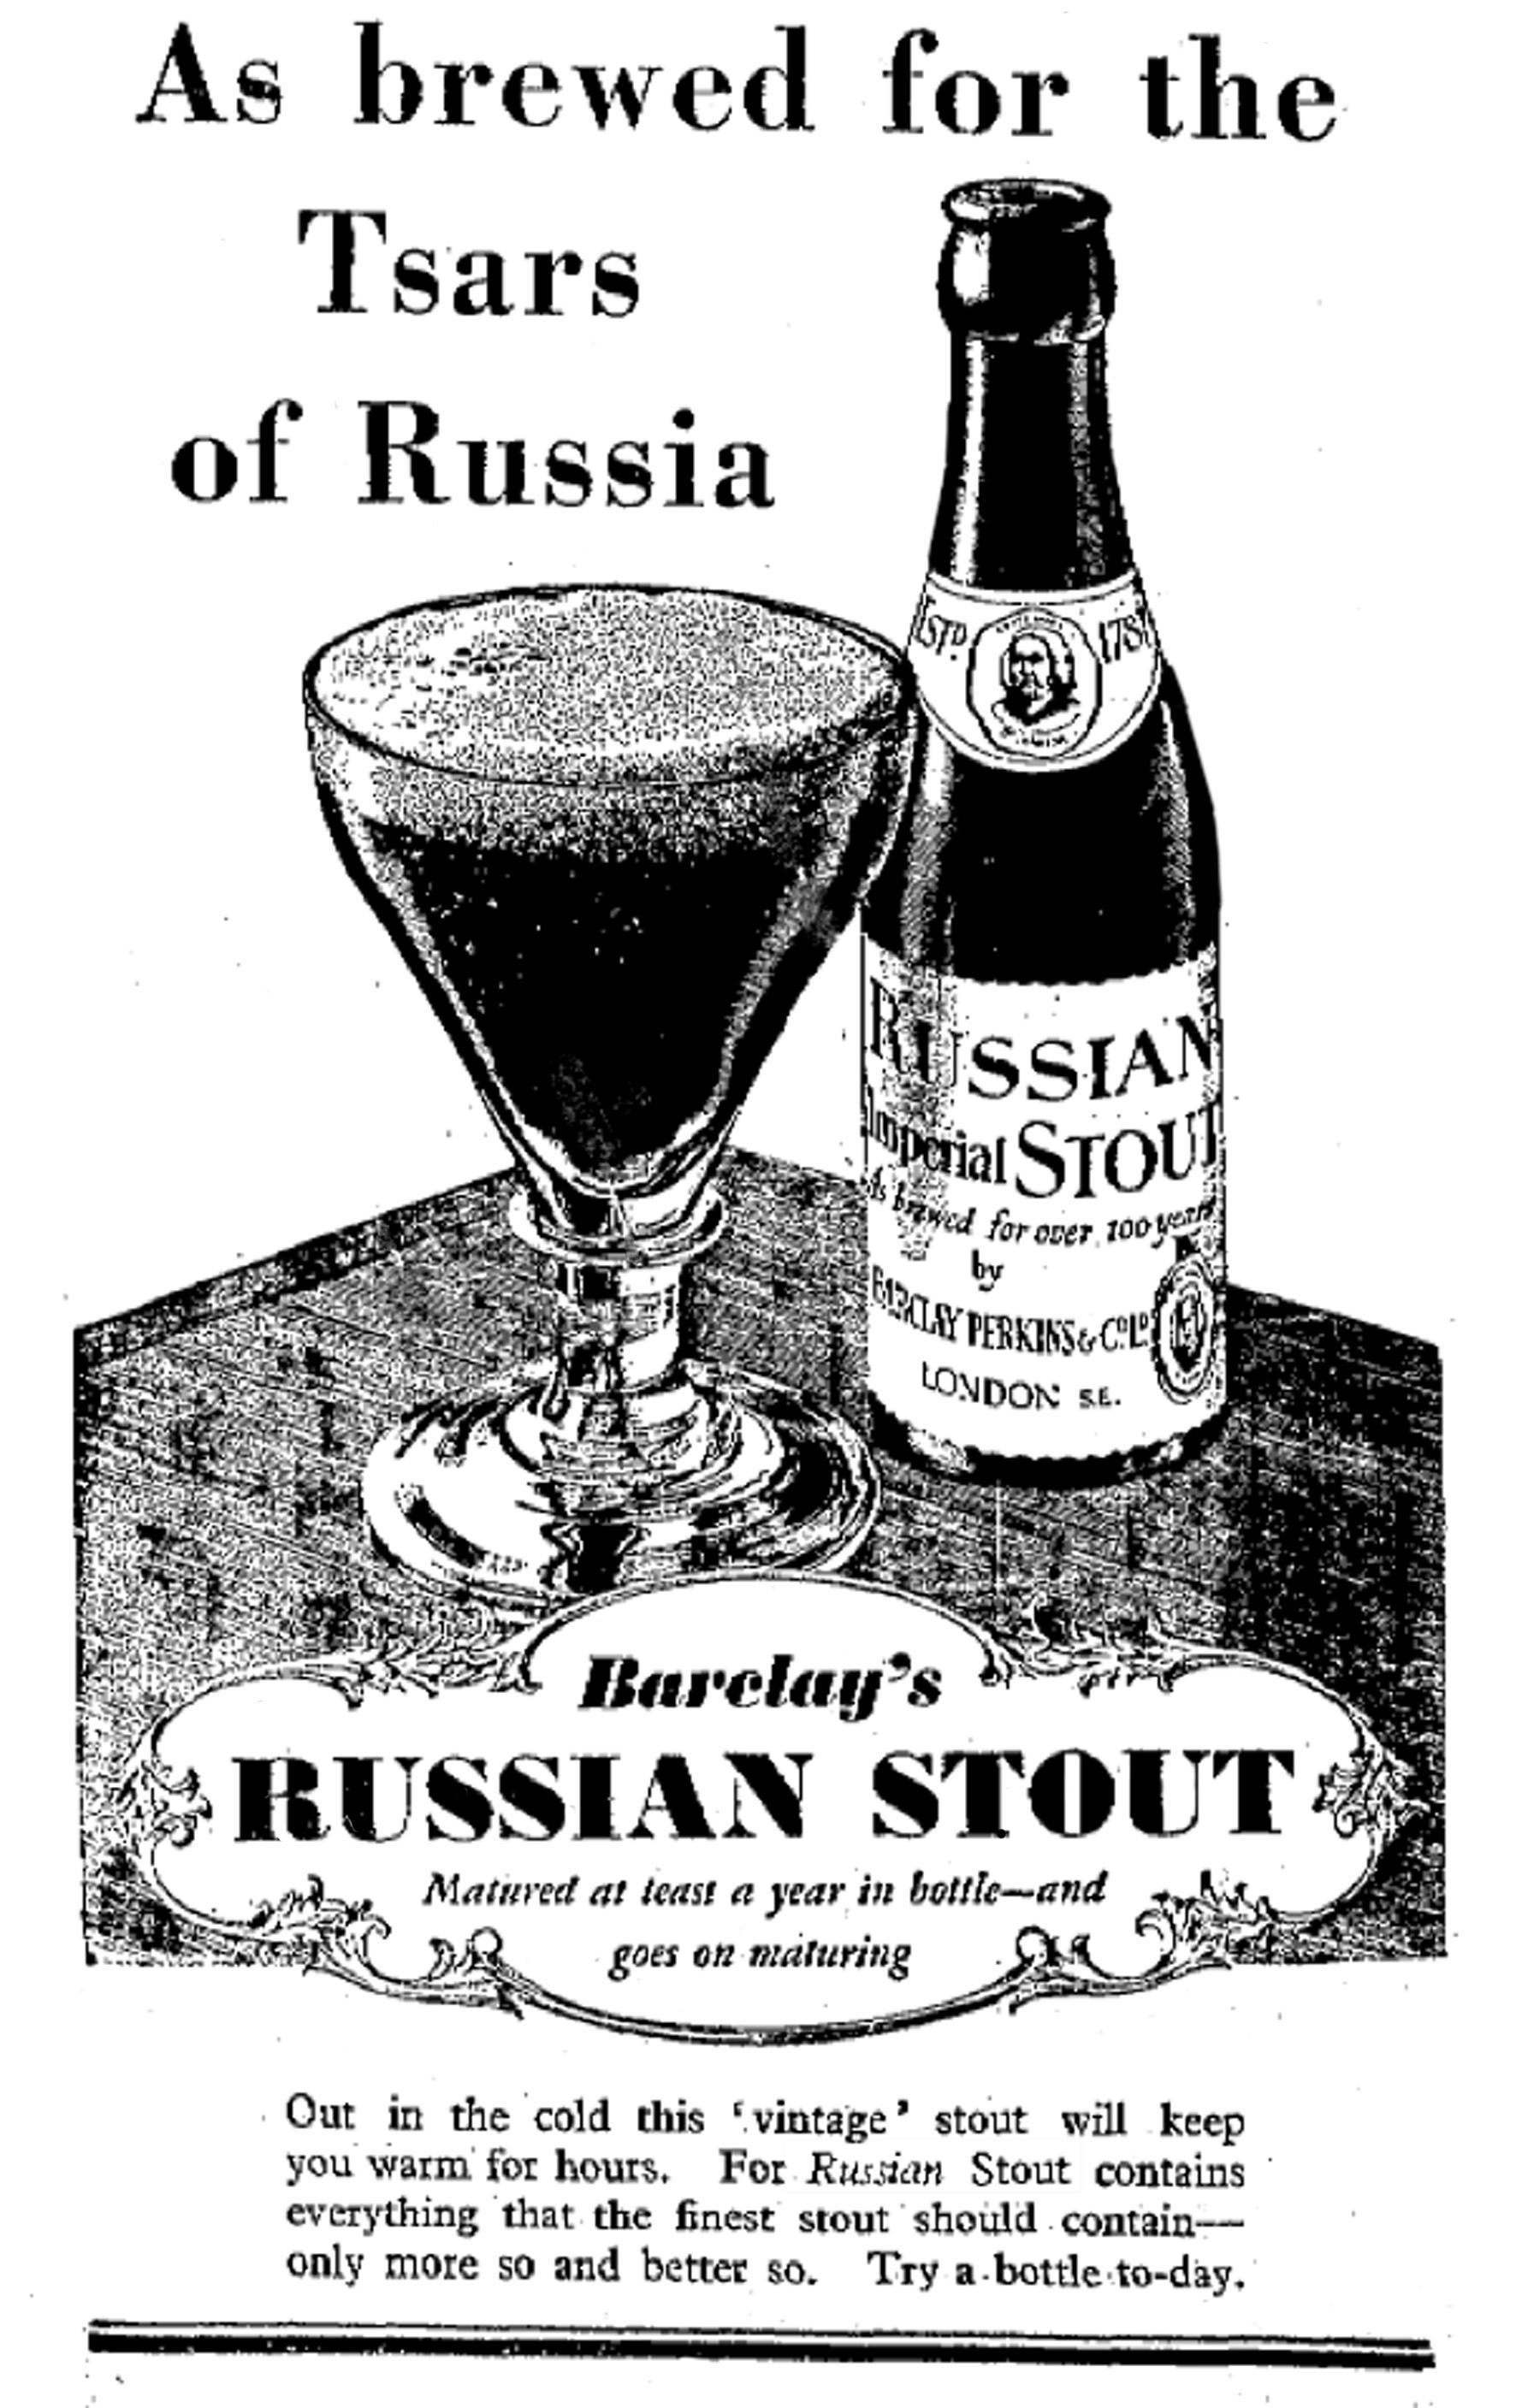 As brewed for the
Tsars
of Russia
ESTD. 1781
RUSSIAN
Imperial STOUT
As brewed for over 100 years
by
BARCLAY PERKINS & CO. LD.
LONDON S.E.
Barclay's
RUSSIAN STOUT
Matured at least a year in bottle—and
goes on maturing
Out in the cold this 'vintage' stout will keep
you warm for hours. For Russian Stout contains
everything that the finest stout should contain—
only more so and better so. Try a bottle to-day.